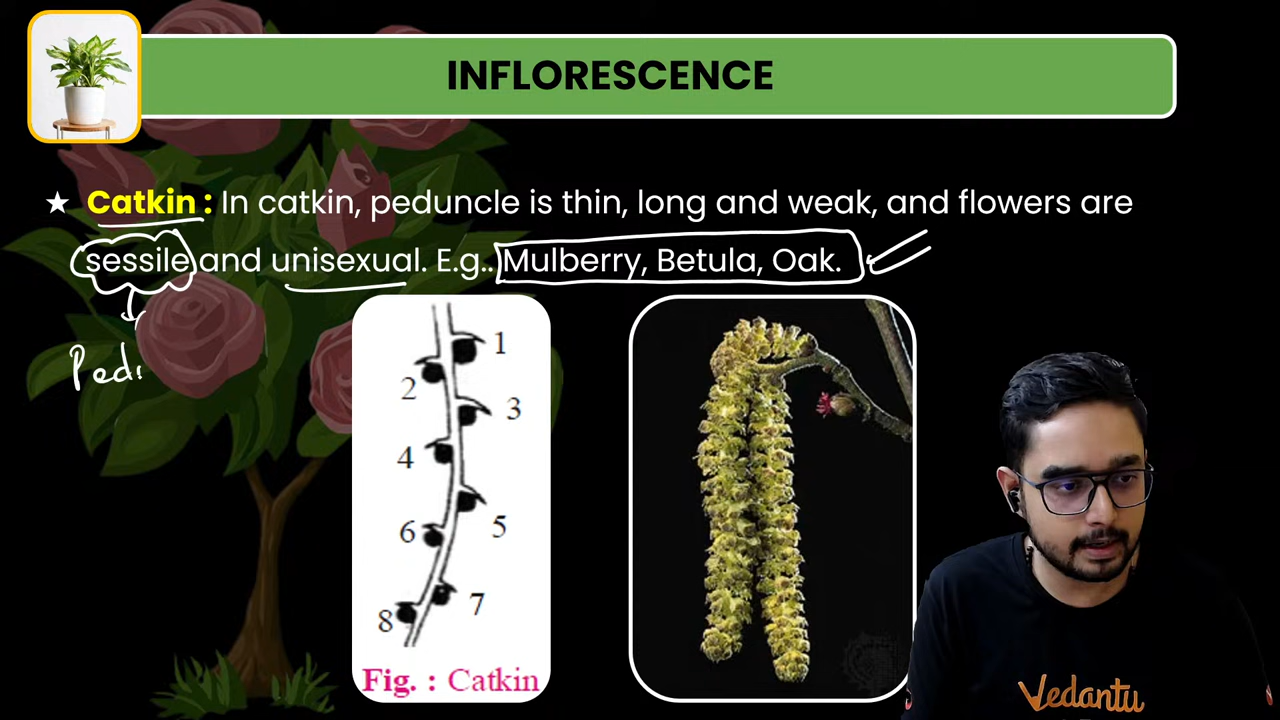 INFLORESCENCE
★ Catkin : In catkin, peduncle is thin, long and weak, and flowers are
sessile and unisexual. E.g.. Mulberry, Betula, Oak.
Pedi
1
2
3
4
5
6
7
8
Fig. : Catkin
Vedantu